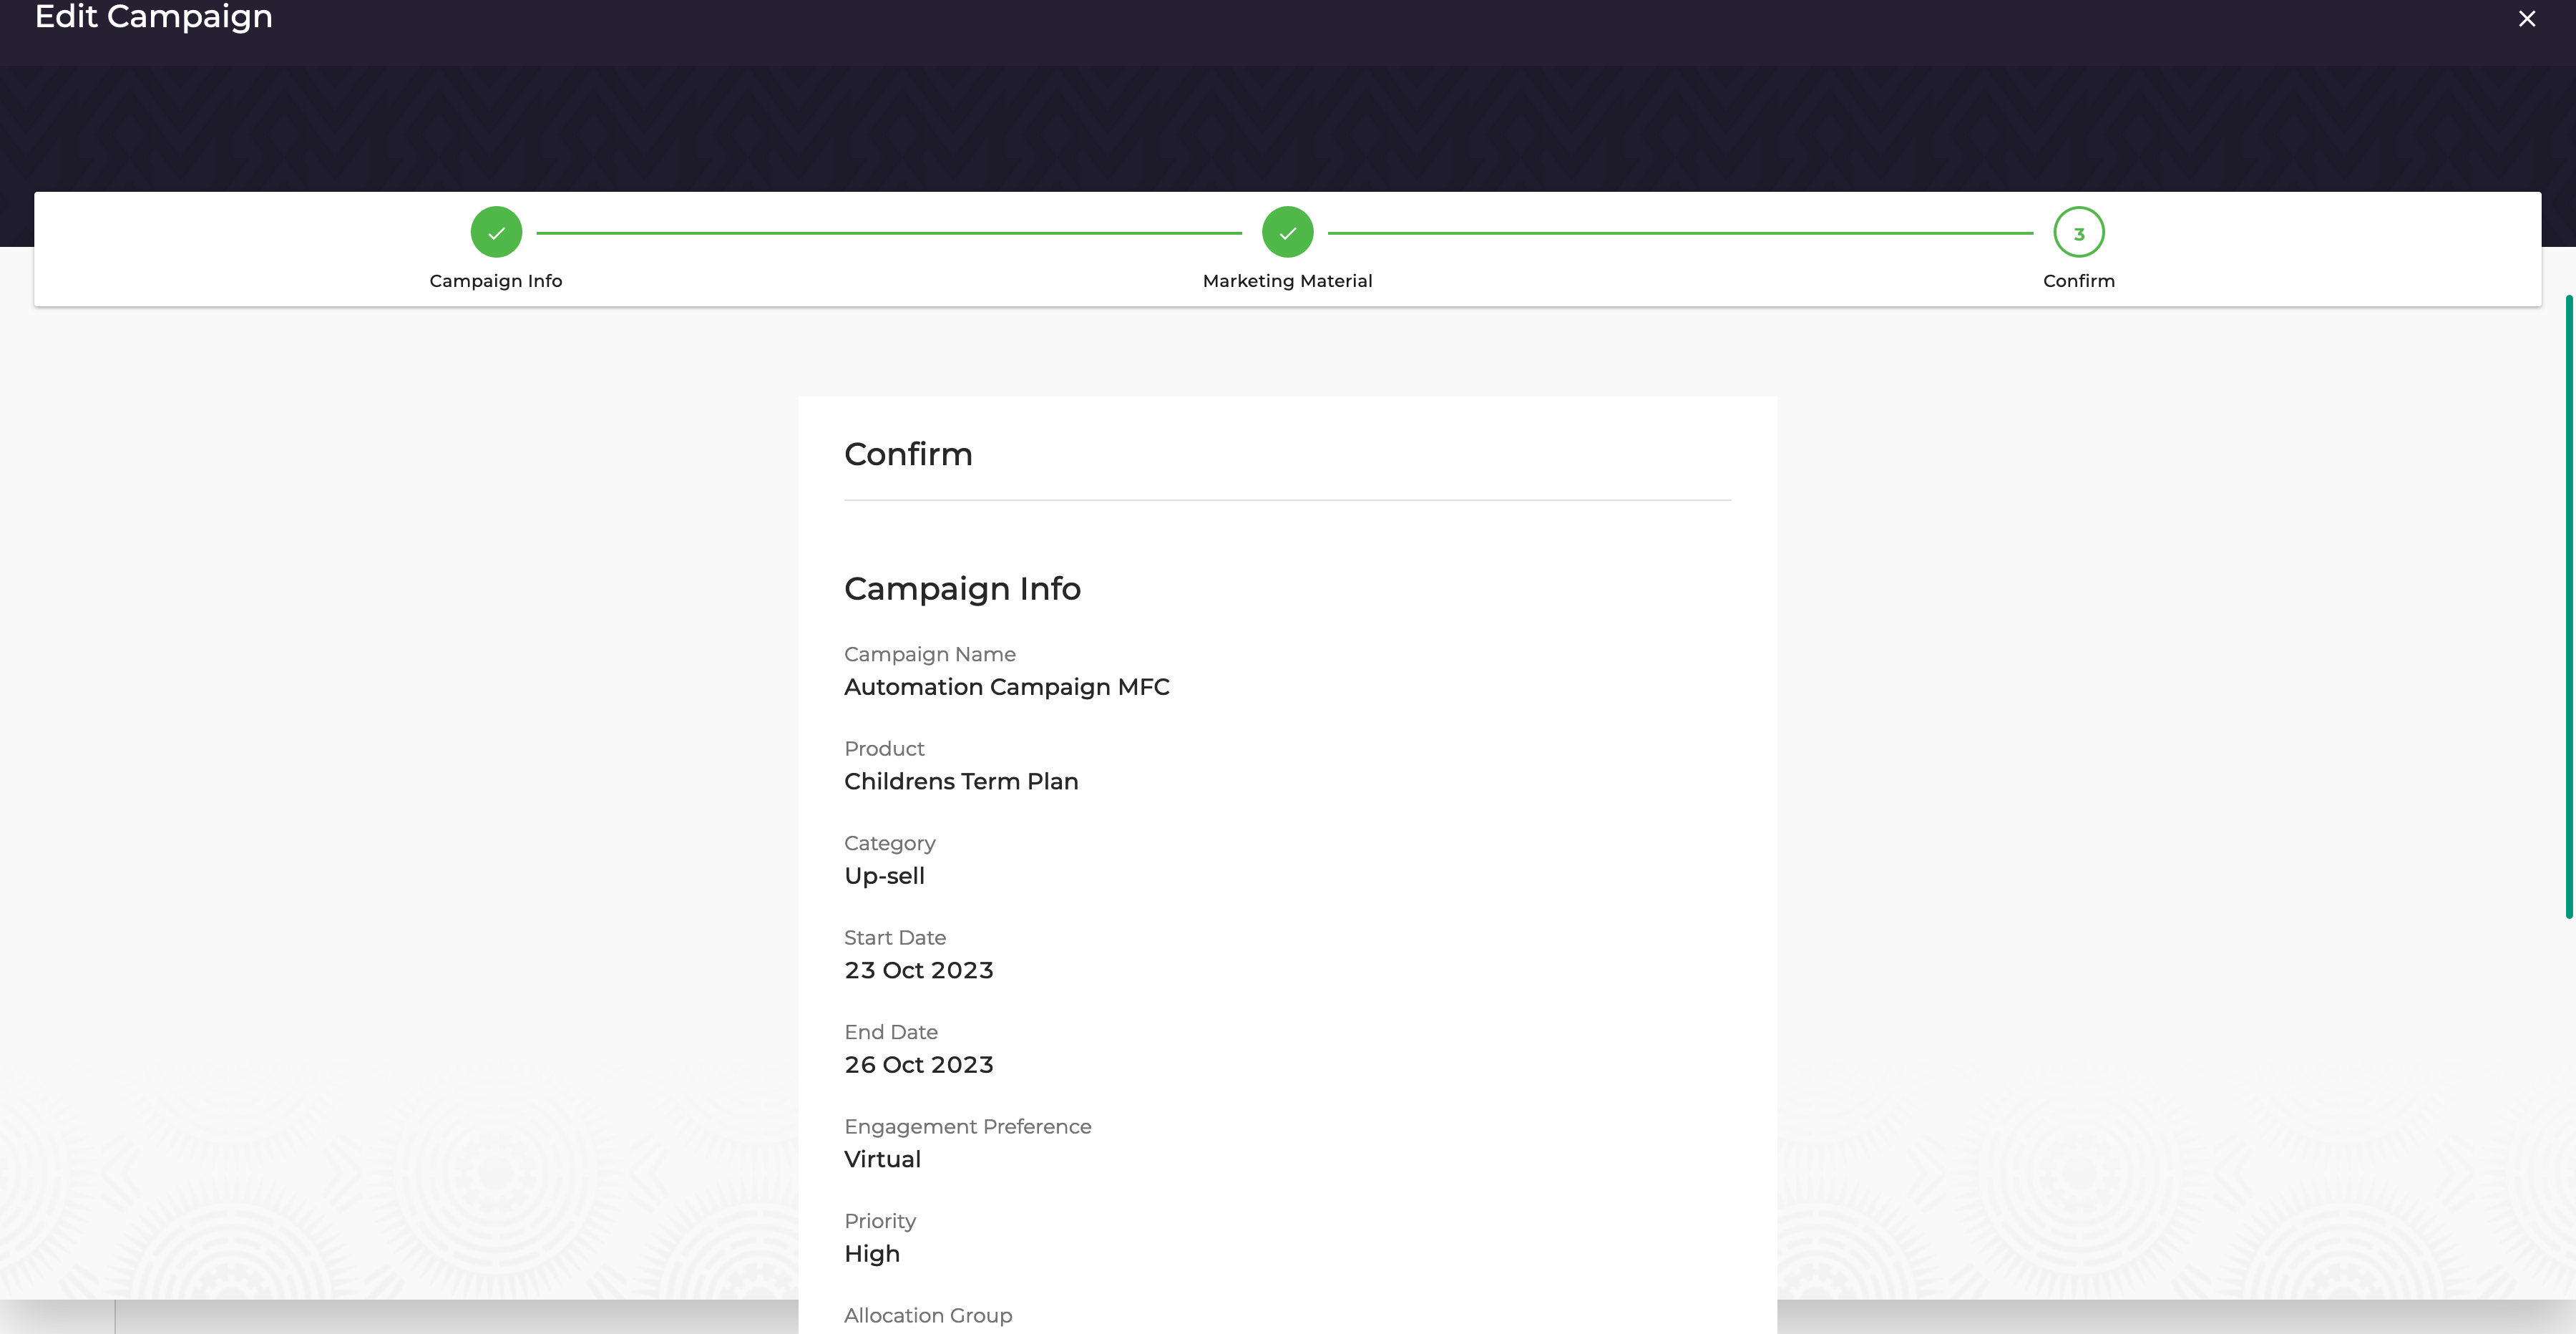 Edit Campaign
Campaign Info
Marketing Material
3
Confirm
Confirm
Campaign Info
Campaign Name
Automation Campaign MFC
Product
Childrens Term Plan
Category
Up-sell
Start Date
23 Oct 2023
End Date
26 Oct 2023
Engagement Preference
Virtual
Priority
High
Allocation Group